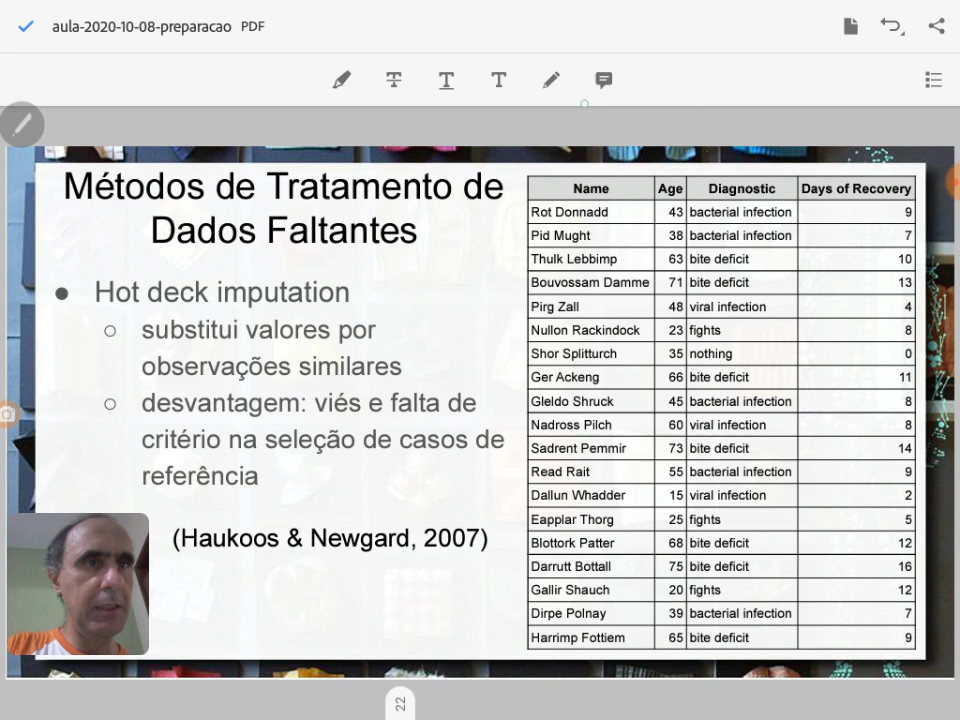 aula-2020-10-08-preparacao PDF
Métodos de Tratamento de
Dados Faltantes
● Hot deck imputation
○ substitui valores por
observações similares
○ desvantagem: viés e falta de
critério na seleção de casos de
referência
(Haukoos & Newgard, 2007)
Name Age Diagnostic Days of Recovery
Rot Donnadd 43 bacterial infection 9
Pid Mught 38 bacterial infection 7
Thulk Lebbimp 63 bite deficit 10
Bouvossam Damme 71 bite deficit 13
Pirg Zall 48 viral infection 4
Nullon Rackindock 23 fights 8
Shor Splitturch 35 nothing 0
Ger Ackeng 66 bite deficit 11
Gleldo Shruck 45 bacterial infection 8
Nadross Pilch 60 viral infection 8
Sadrent Pemmir 73 bite deficit 14
Read Rait 55 bacterial infection 9
Dallun Whadder 15 viral infection 2
Eapplar Thorg 25 fights 5
Blottork Patter 68 bite deficit 12
Darrutt Bottall 75 bite deficit 16
Gallir Shauch 20 fights 12
Dirpe Polnay 39 bacterial infection 7
Harrimp Fottiem 65 bite deficit 9
22